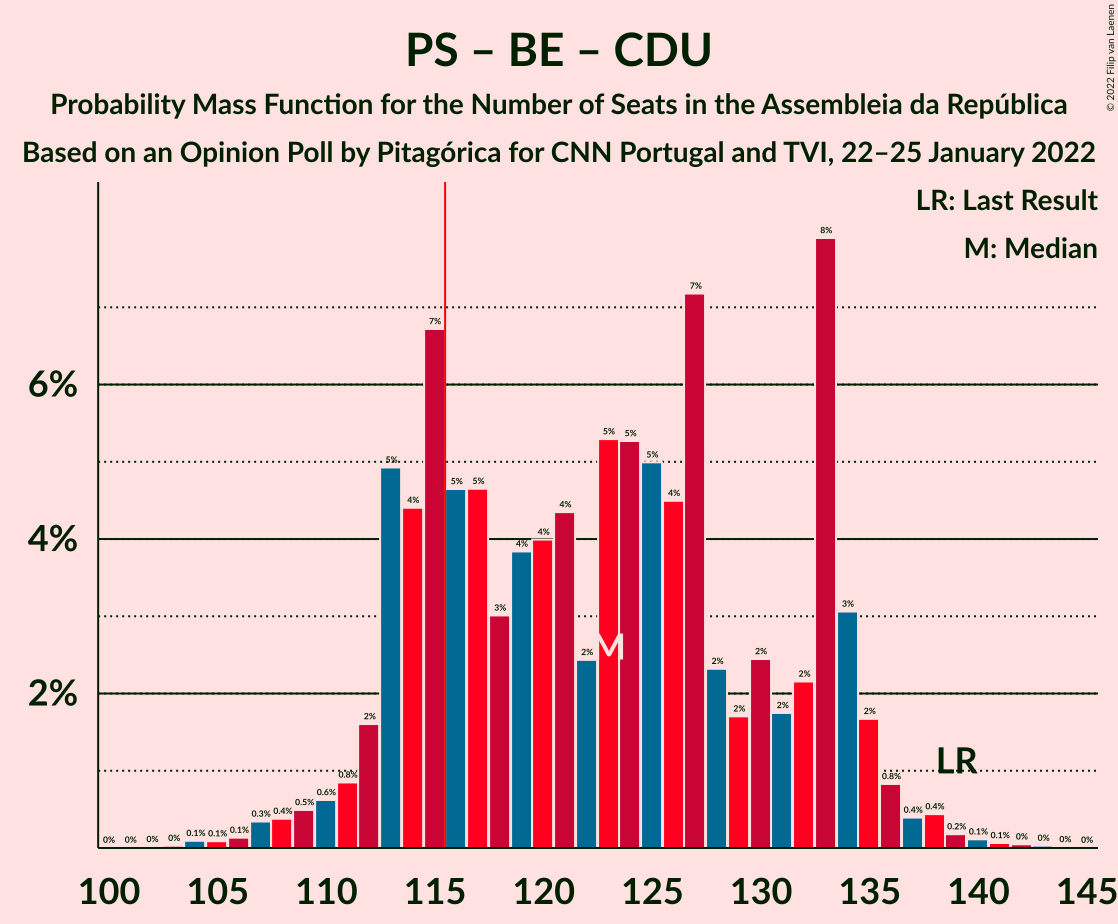 PS – BE – CDU
Probability Mass Function for the Number of Seats in the Assembleia da República
Based on an Opinion Poll by Pitagórica for CNN Portugal and TVI, 22–25 January 2022
© 2022 Filip van Laenen
LR: Last Result
M: Median
6%
4%
2%
0% 0% 0% 0% 0.1% 0.1% 0.1% 0.3% 0.4% 0.5% 0.6% 0.8% 2% 5% 4% 7% 5% 5% 3% 4% 4% 4% 2% 5% 5% 5% 4% 7% 2% 2% 2% 2% 2% 8% 3% 2% 0.8% 0.4% 0.4% 0.2% 0.1% 0.1% 0% 0% 0% 0%
M
LR
100 105 110 115 120 125 130 135 140 145